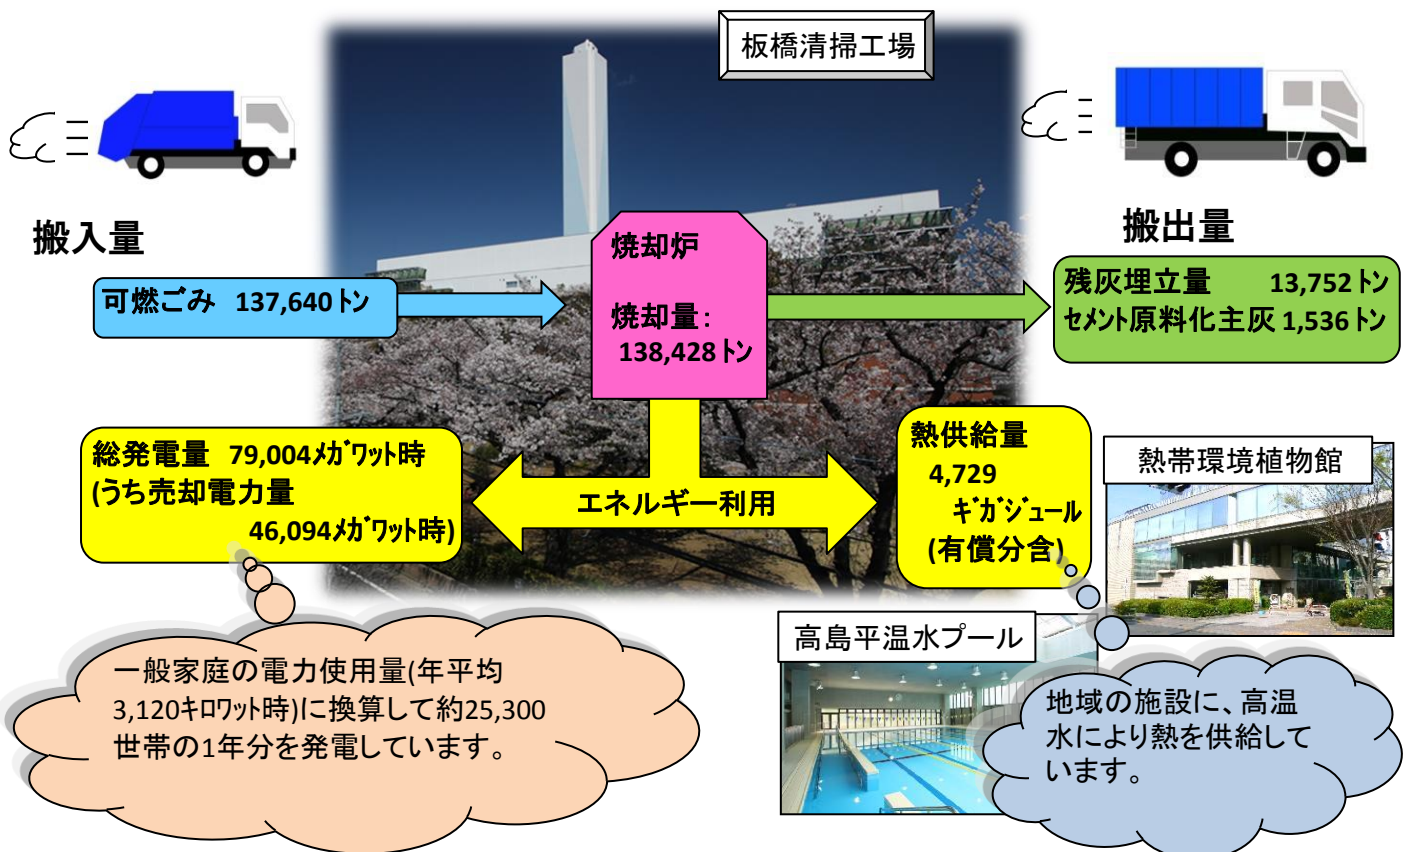 板橋清掃工場
搬入量
搬出量
可燃ごみ 137,640トン
焼却炉
焼却量:
138,428トン
残灰埋立量 13,752トン
セメント原料化主灰 1,536トン
総発電量 79,004メガワット時
(うち売却電力量
46,094メガワット時)
エネルギー利用
熱供給量
4,729
ギガジュール
(有償分含)
熱帯環境植物館
高島平温水プール
一般家庭の電力使用量(年平均
3,120キロワット時)に換算して約25,300
世帯の1年分を発電しています。
地域の施設に、高温
水により熱を供給して
います。